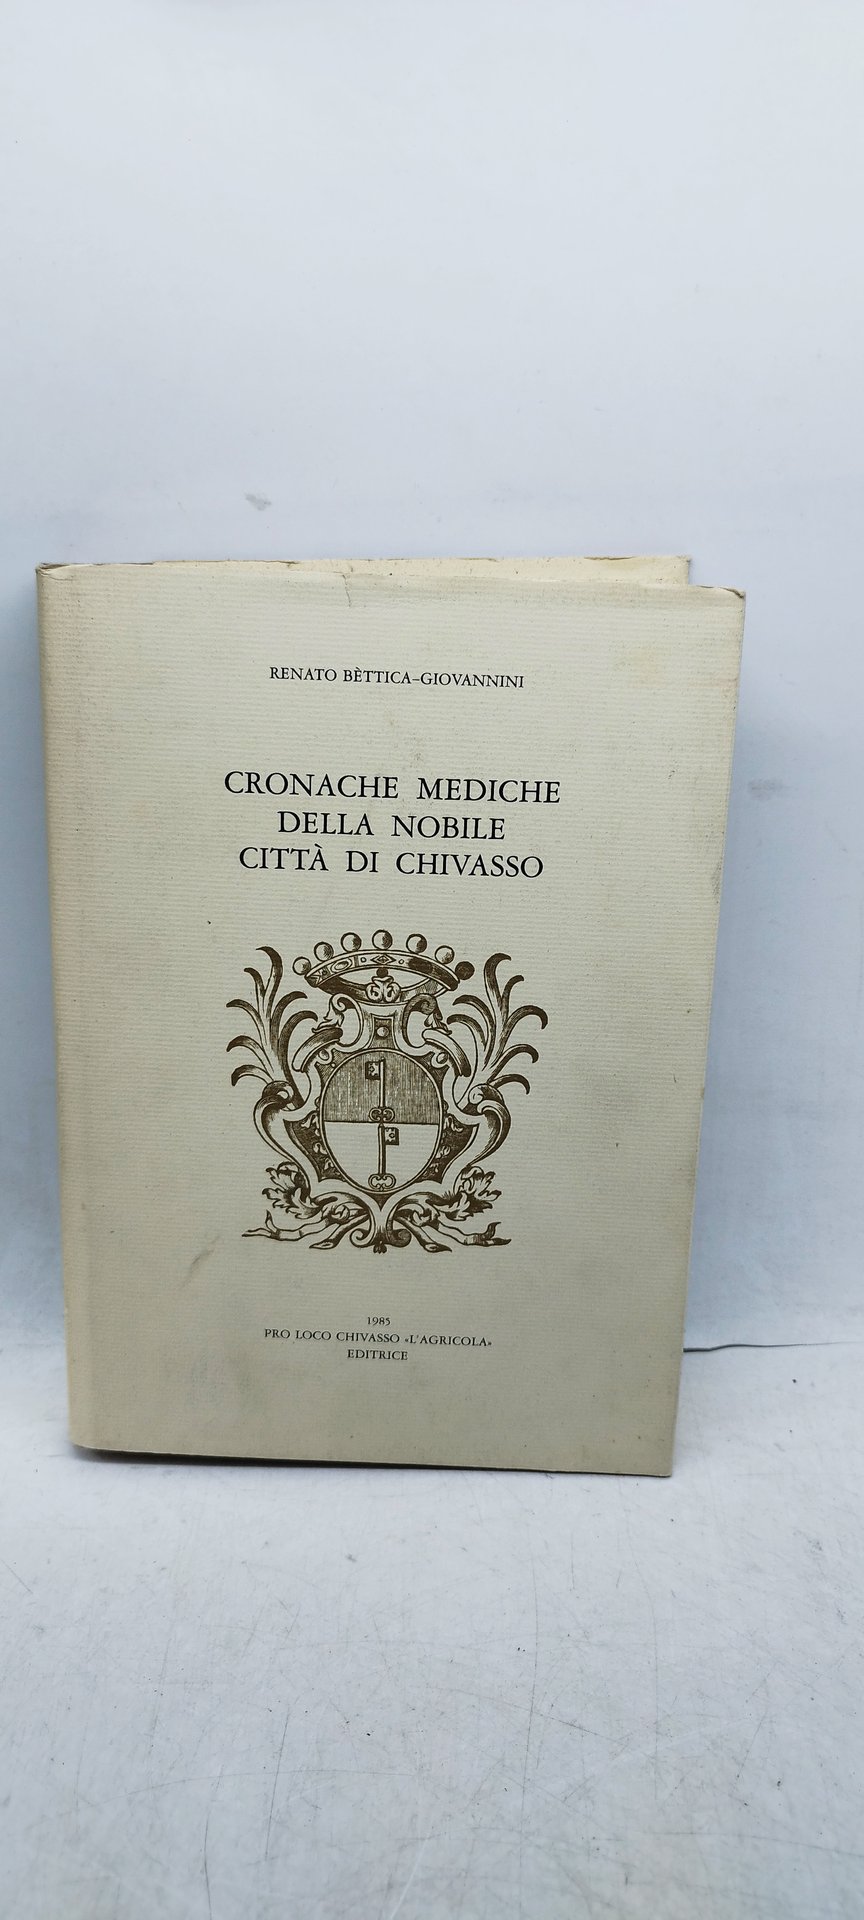 RENATO BÈTTICA-GIOVANNINI
CRONACHE MEDICHE
DELLA NOBILE
CITTÀ DI CHIVASSO
1985
PRO LOCO CHIVASSO «L'AGRICOLA»
EDITRICE